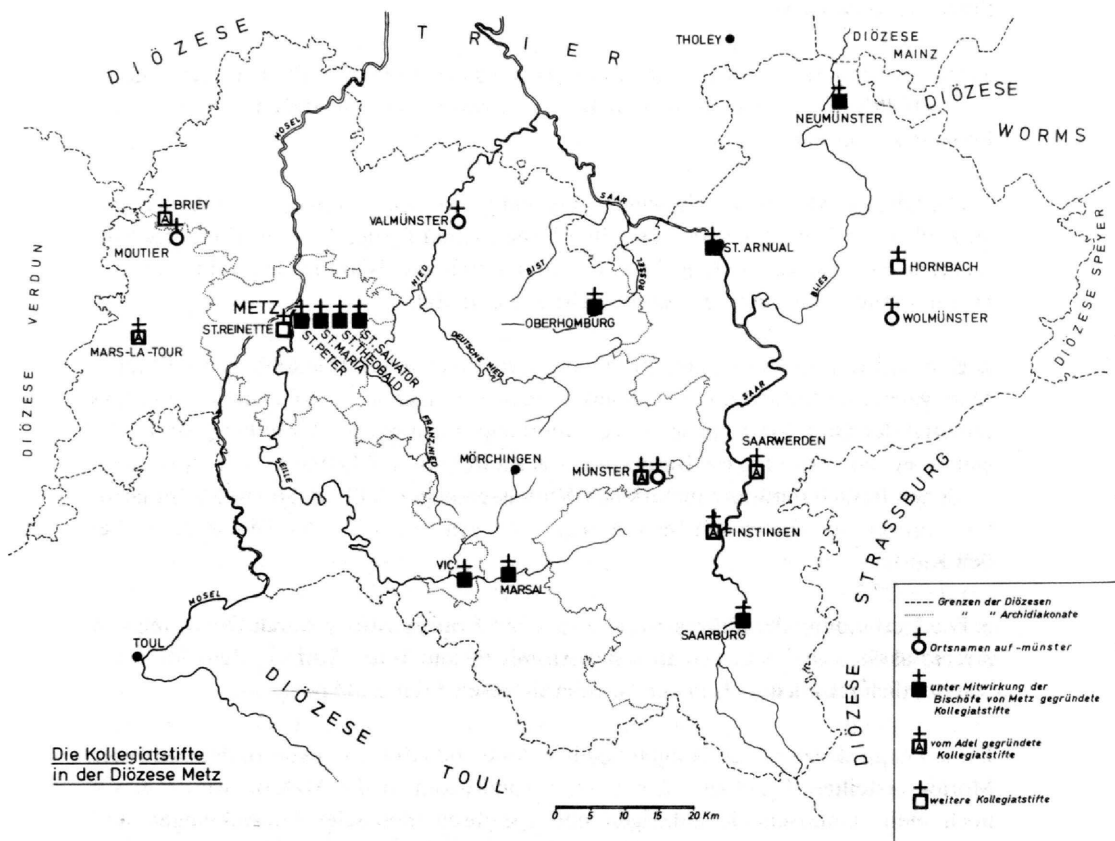 DIÖZESE
TRIER
THOLEY
DIÖZESE
MAINZ
DIÖZESE
WORMS
NEUMÜNSTER
MOSEL
BRIEY
A
MOUTIER
VALMÜNSTER
SAAR
ST. ARNUAL
HORNBACH
BIST
ROSSEL
NIED
BLIES
DIÖZESE VERDUN
METZ
ST. REINETTE
ST. PETER
ST. MARIA
ST. THEOBALD
ST. SALVATOR
OBERHOMBURG
WOLMÜNSTER
DIÖZESE SPEYER
MARS-LA-TOUR
A
DEUTSCHE NIED
SAAR
FRANZ. NIED
SEILLE
MÖRCHINGEN
MÜNSTER
A
SAARWERDEN
A
FINSTINGEN
A
VIC
MARSAL
SAARBURG
DIÖZESE STRASSBURG
MOSEL
TOUL
DIÖZESE
TOUL
Die Kollegiatstifte
in der Diözese Metz
0 5 10 15 20 Km
Grenzen der Diözesen
" " Archidiakonate
Ortsnamen auf -münster
unter Mitwirkung der
Bischöfe von Metz gegründete
Kollegiatstifte
A
vom Adel gegründete
Kollegiatstifte
weitere Kollegiatstifte